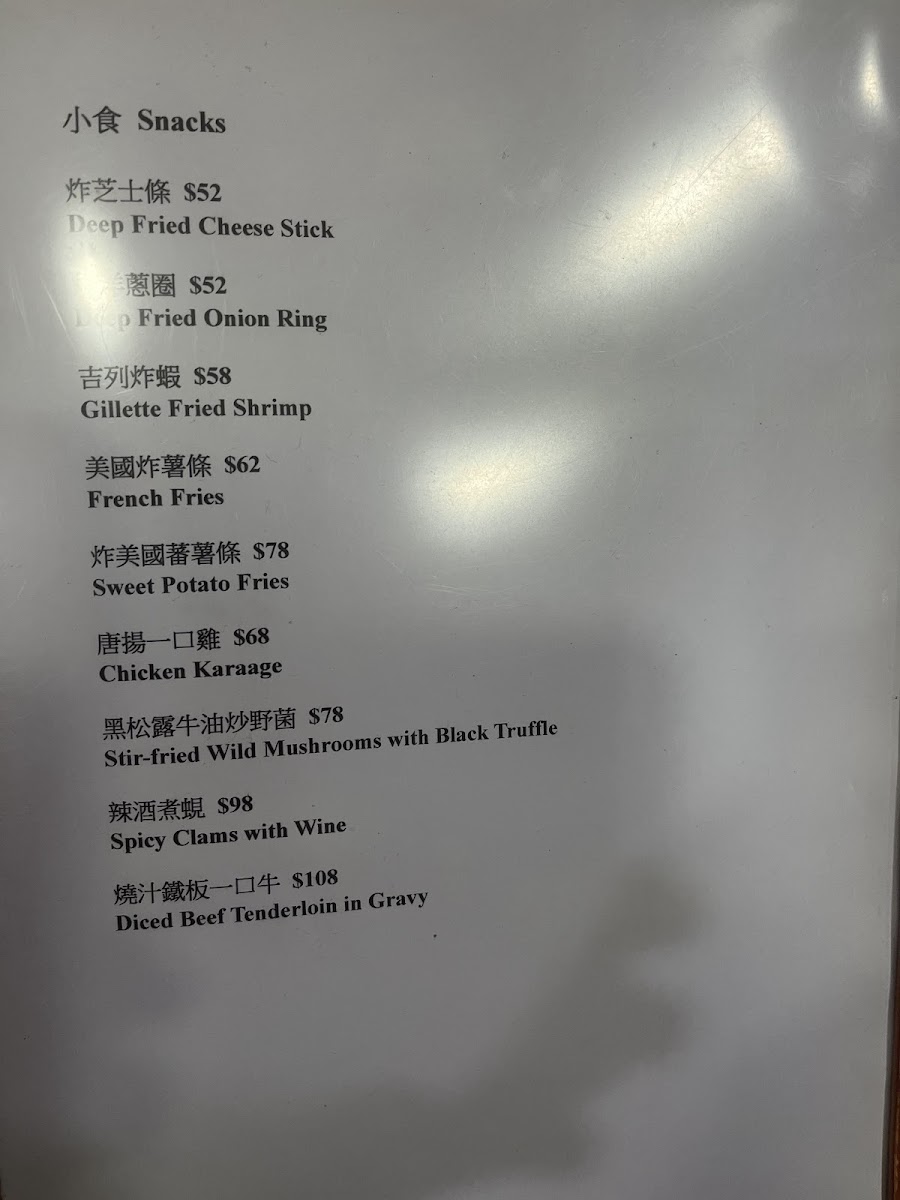 小食 Snacks
炸芝士條 $52
Deep Fried Cheese Stick
洋蔥圈 $52
Deep Fried Onion Ring
吉列炸蝦 $58
Gillette Fried Shrimp
美國炸薯條 $62
French Fries
炸美國蕃薯條 $78
Sweet Potato Fries
唐揚一口雞 $68
Chicken Karaage
黑松露牛油炒野菌 $78
Stir-fried Wild Mushrooms with Black Truffle
辣酒煮蜆 $98
Spicy Clams with Wine
燒汁鐵板一口牛 $108
Diced Beef Tenderloin in Gravy